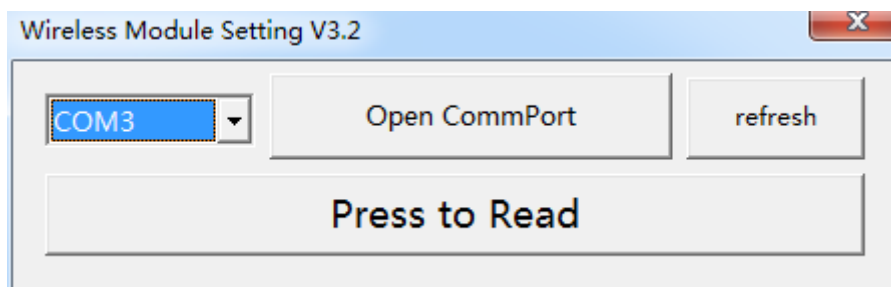 Wireless Module Setting V3.2
COM3
Open CommPort
refresh
Press to Read